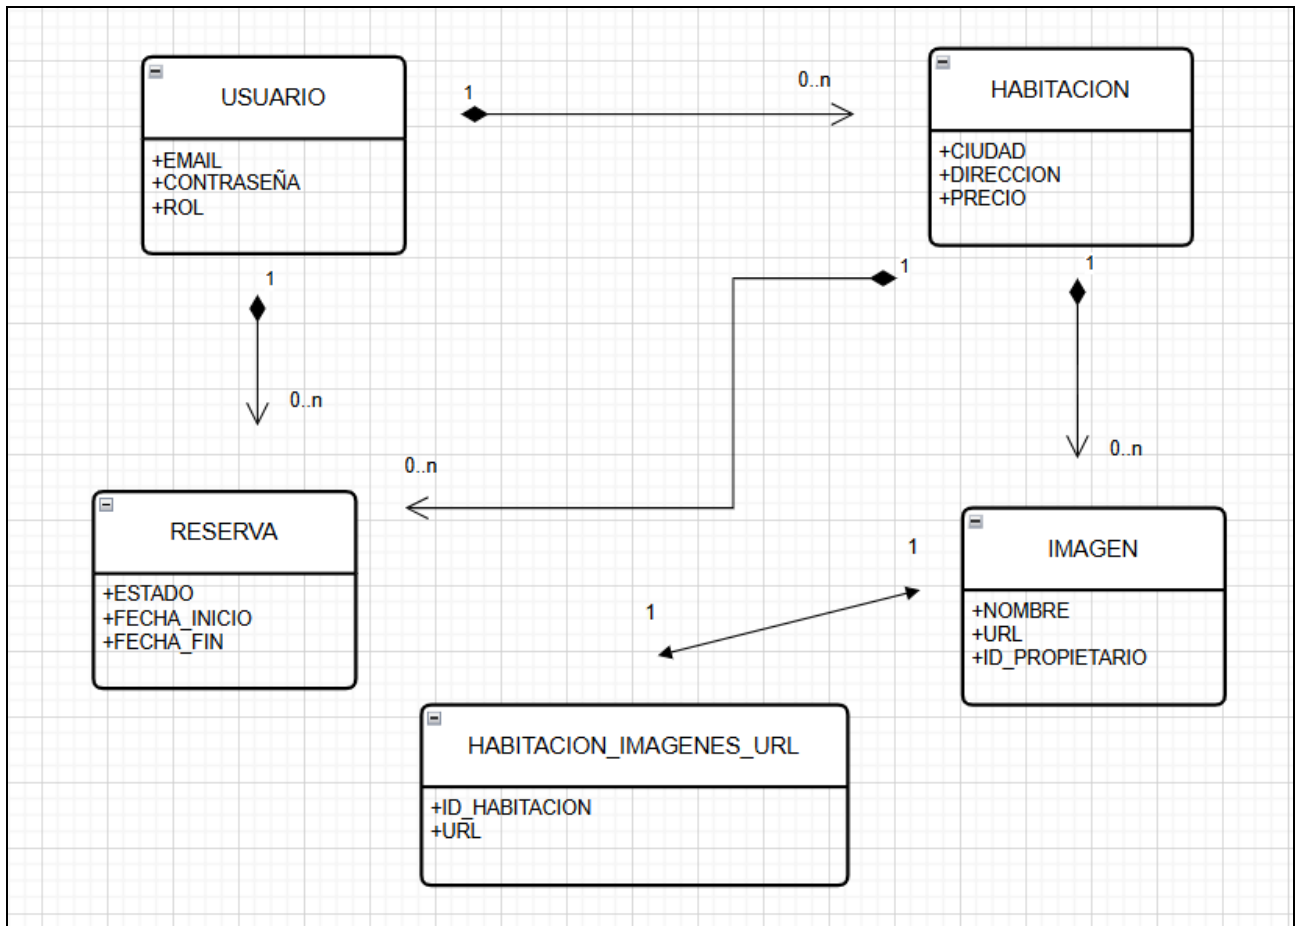 USUARIO
+EMAIL
+CONTRASEÑA
+ROL
1
0..n
HABITACION
+CIUDAD
+DIRECCION
+PRECIO
1
0..n
1
0..n
1
0..n
RESERVA
+ESTADO
+FECHA_INICIO
+FECHA_FIN
1
1
IMAGEN
+NOMBRE
+URL
+ID_PROPIETARIO
HABITACION_IMAGENES_URL
+ID_HABITACION
+URL